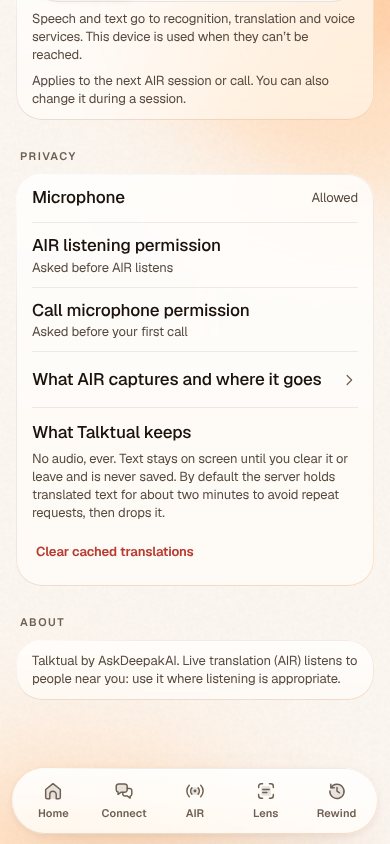 Speech and text go to recognition, translation and voice
services. This device is used when they can't be
reached.
Applies to the next AIR session or call. You can also
change it during a session.
PRIVACY
Microphone
Allowed
AIR listening permission
Asked before AIR listens
Call microphone permission
Asked before your first call
What AIR captures and where it goes
What Talktual keeps
No audio, ever. Text stays on screen until you clear it or
leave and is never saved. By default the server holds
translated text for about two minutes to avoid repeat
requests, then drops it.
Clear cached translations
ABOUT
Talktual by AskDeepakAI. Live translation (AIR) listens to
people near you: use it where listening is appropriate.
Home
Connect
AIR
Lens
Rewind